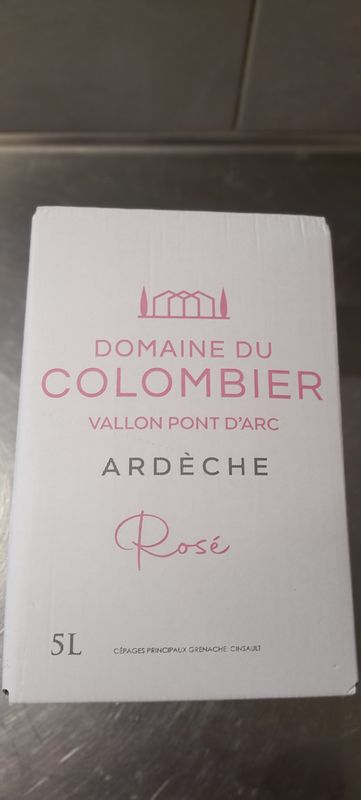 DOMAINE DU
COLOMBIER
VALLON PONT D'ARC
ARDÈCHE
Rosé
5L
CÉPAGES PRINCIPAUX GRENACHE, CINSAULT